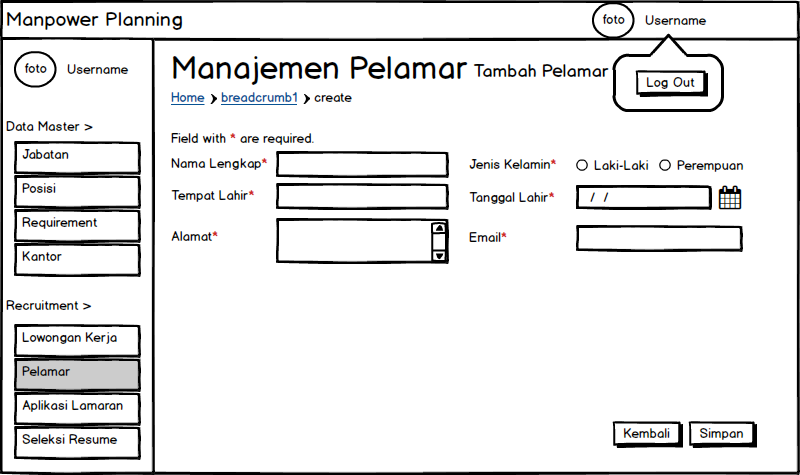 Manpower Planning
foto Username
foto Username
Log Out
Manajemen Pelamar Tambah Pelamar
Home > breadcrumb1 > create
Data Master >
Jabatan
Posisi
Requirement
Kantor
Recruitment >
Lowongan Kerja
Pelamar
Aplikasi Lamaran
Seleksi Resume
Field with * are required.
Nama Lengkap*
Jenis Kelamin* Laki-Laki Perempuan
Tempat Lahir*
Tanggal Lahir* / /
Alamat*
Email*
Kembali Simpan